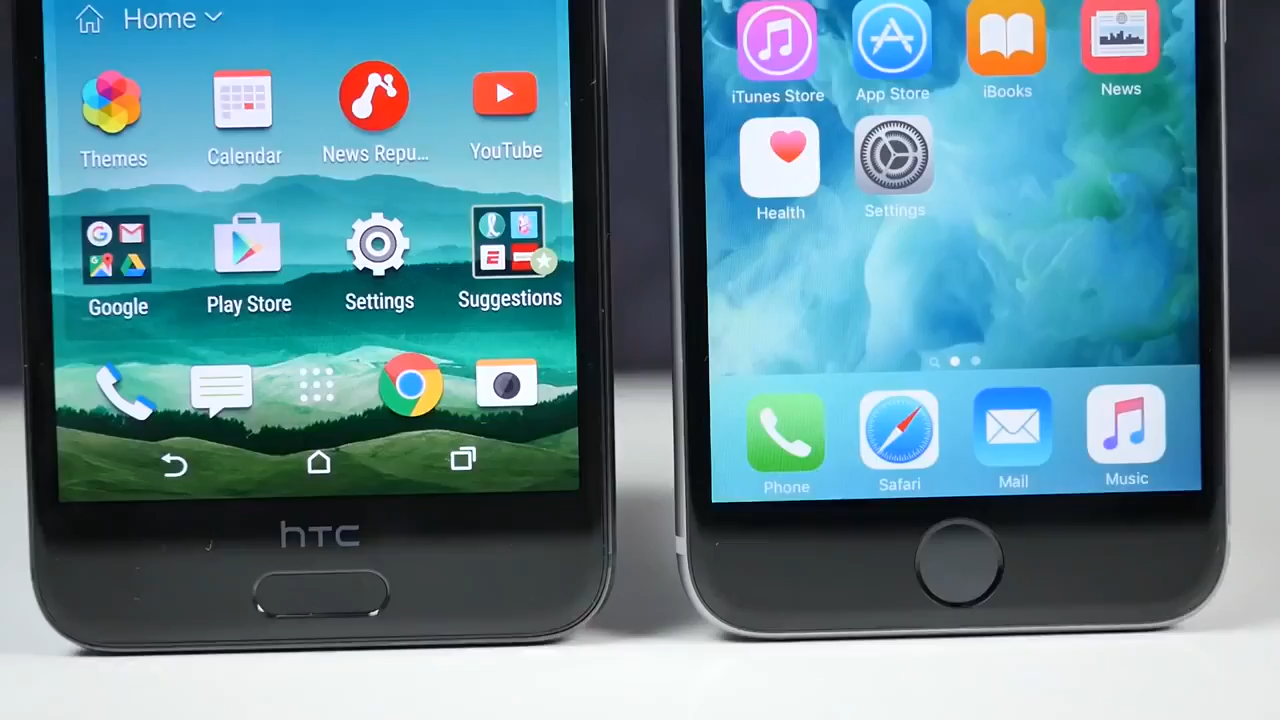 Home
Themes
Calendar
News Repu...
YouTube
Google
Play Store
Settings
Suggestions
hTC
iTunes Store
App Store
iBooks
News
Health
Settings
Phone
Safari
Mail
Music